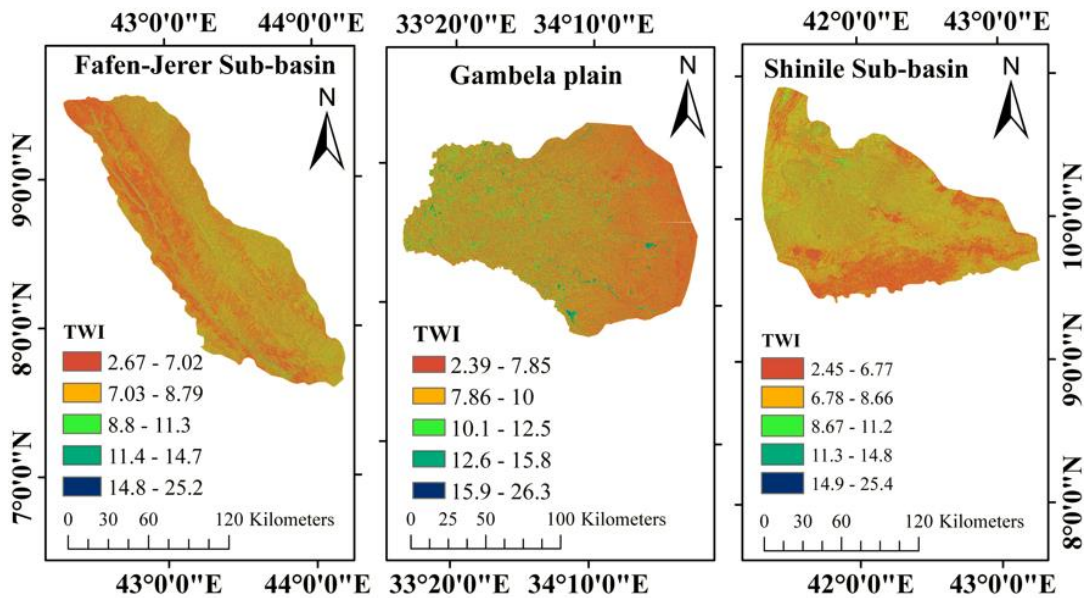 43°0'0"E 44°0'0"E
33°20'0"E 34°10'0"E
42°0'0"E 43°0'0"E
Fafen-Jerer Sub-basin
N
9°0'0"N
8°0'0"N
7°0'0"N
TWI
2.67 - 7.02
7.03 - 8.79
8.8 - 11.3
11.4 - 14.7
14.8 - 25.2
0 30 60 120 Kilometers
43°0'0"E 44°0'0"E
Gambela plain
N
TWI
2.39 - 7.85
7.86 - 10
10.1 - 12.5
12.6 - 15.8
15.9 - 26.3
0 25 50 100 Kilometers
33°20'0"E 34°10'0"E
Shinile Sub-basin
N
10°0'0"N
9°0'0"N
8°0'0"N
TWI
2.45 - 6.77
6.78 - 8.66
8.67 - 11.2
11.3 - 14.8
14.9 - 25.4
0 30 60 120 Kilometers
42°0'0"E 43°0'0"E